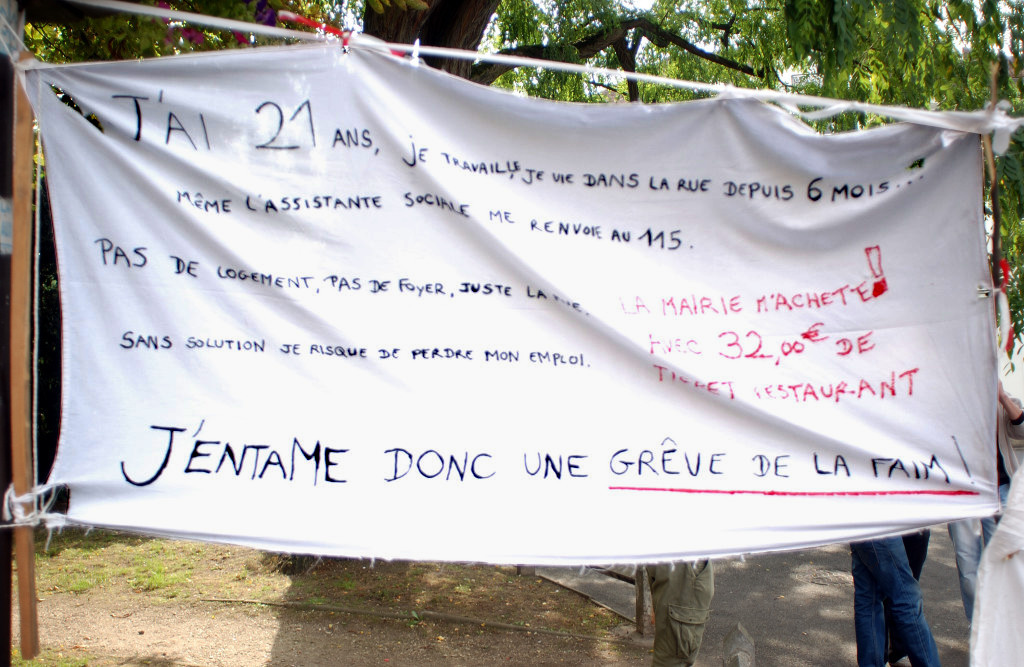 J'AI 21 ANS, JE TRAVAILLE, JE VIE DANS LA RUE DEPUIS 6 MOIS...
MÊME L'ASSISTANTE SOCIALE ME RENVOIE AU 115.
PAS DE LOGEMENT, PAS DE FOYER, JUSTE LA RUE.
SANS SOLUTION JE RISQUE DE PERDRE MON EMPLOI.
LA MAIRIE M'ACHETE!
AVEC 32,00€ DE
TICKET RESTAURANT
J'ENTAME DONC UNE GRÊVE DE LA FAIM!